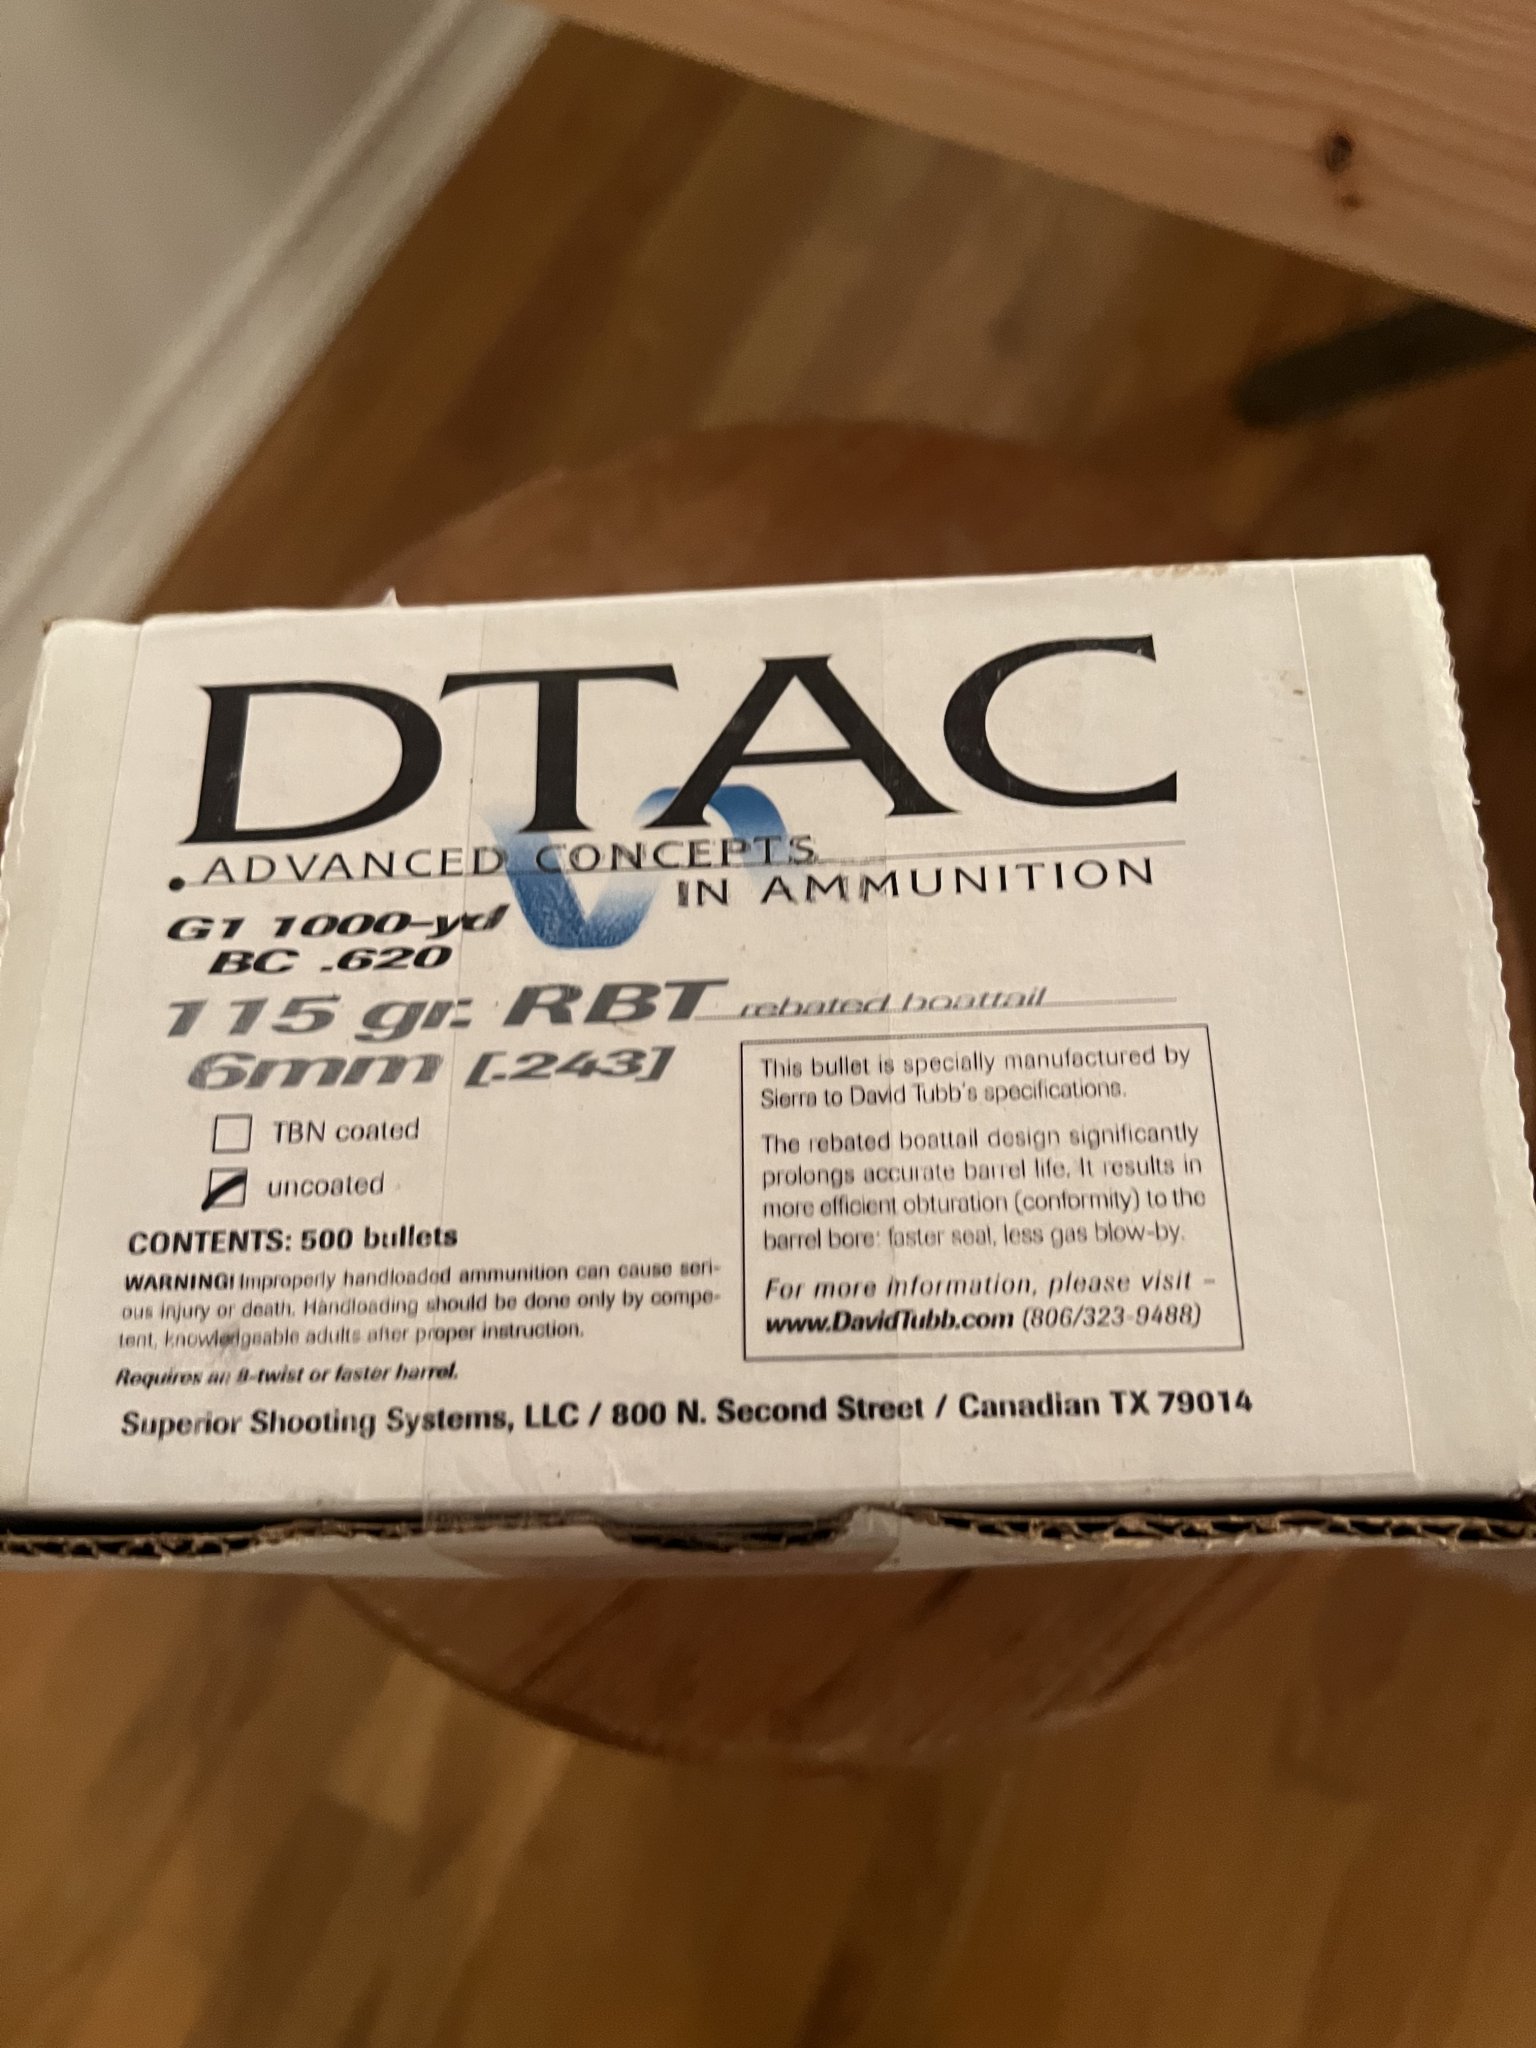 DTAC
.ADVANCED CONCEPTS
IN AMMUNITION
G1 1000-yd
BC .620
115 gr. RBT rebated boattail
6mm [.243]
TBN coated
uncoated
CONTENTS: 500 bullets
WARNING! Improperly handloaded ammunition can cause seri-
ous injury or death. Handloading should be done only by compe-
tent, knowledgeable adults after proper instruction.
Requires an 8-twist or faster barrel.
This bullet is specially manufactured by
Sierra to David Tubb's specifications.
The rebated boattail design significantly
prolongs accurate barrel life. It results in
more efficient obturation (conformity) to the
barrel bore: faster seal, less gas blow-by.
For more information, please visit –
www.DavidTubb.com (806/323-9488)
Superior Shooting Systems, LLC / 800 N. Second Street / Canadian TX 79014